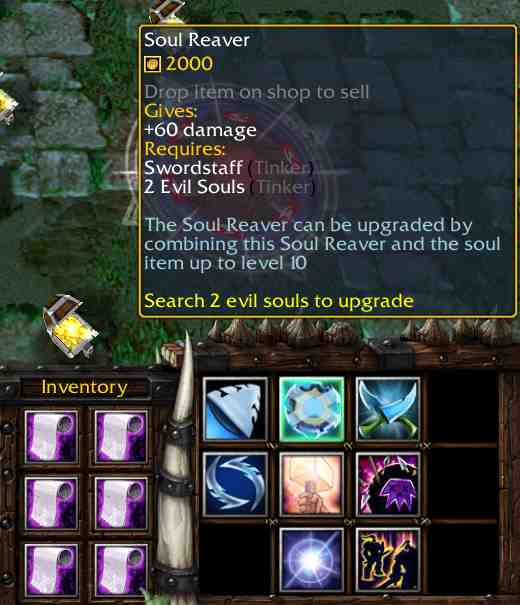 Soul Reaver
2000
Drop item on shop to sell
Gives:
+60 damage
Requires:
Swordstaff (Tinker)
2 Evil Souls (Tinker)
The Soul Reaver can be upgraded by
combining this Soul Reaver and the soul
item up to level 10
Search 2 evil souls to upgrade
Inventory